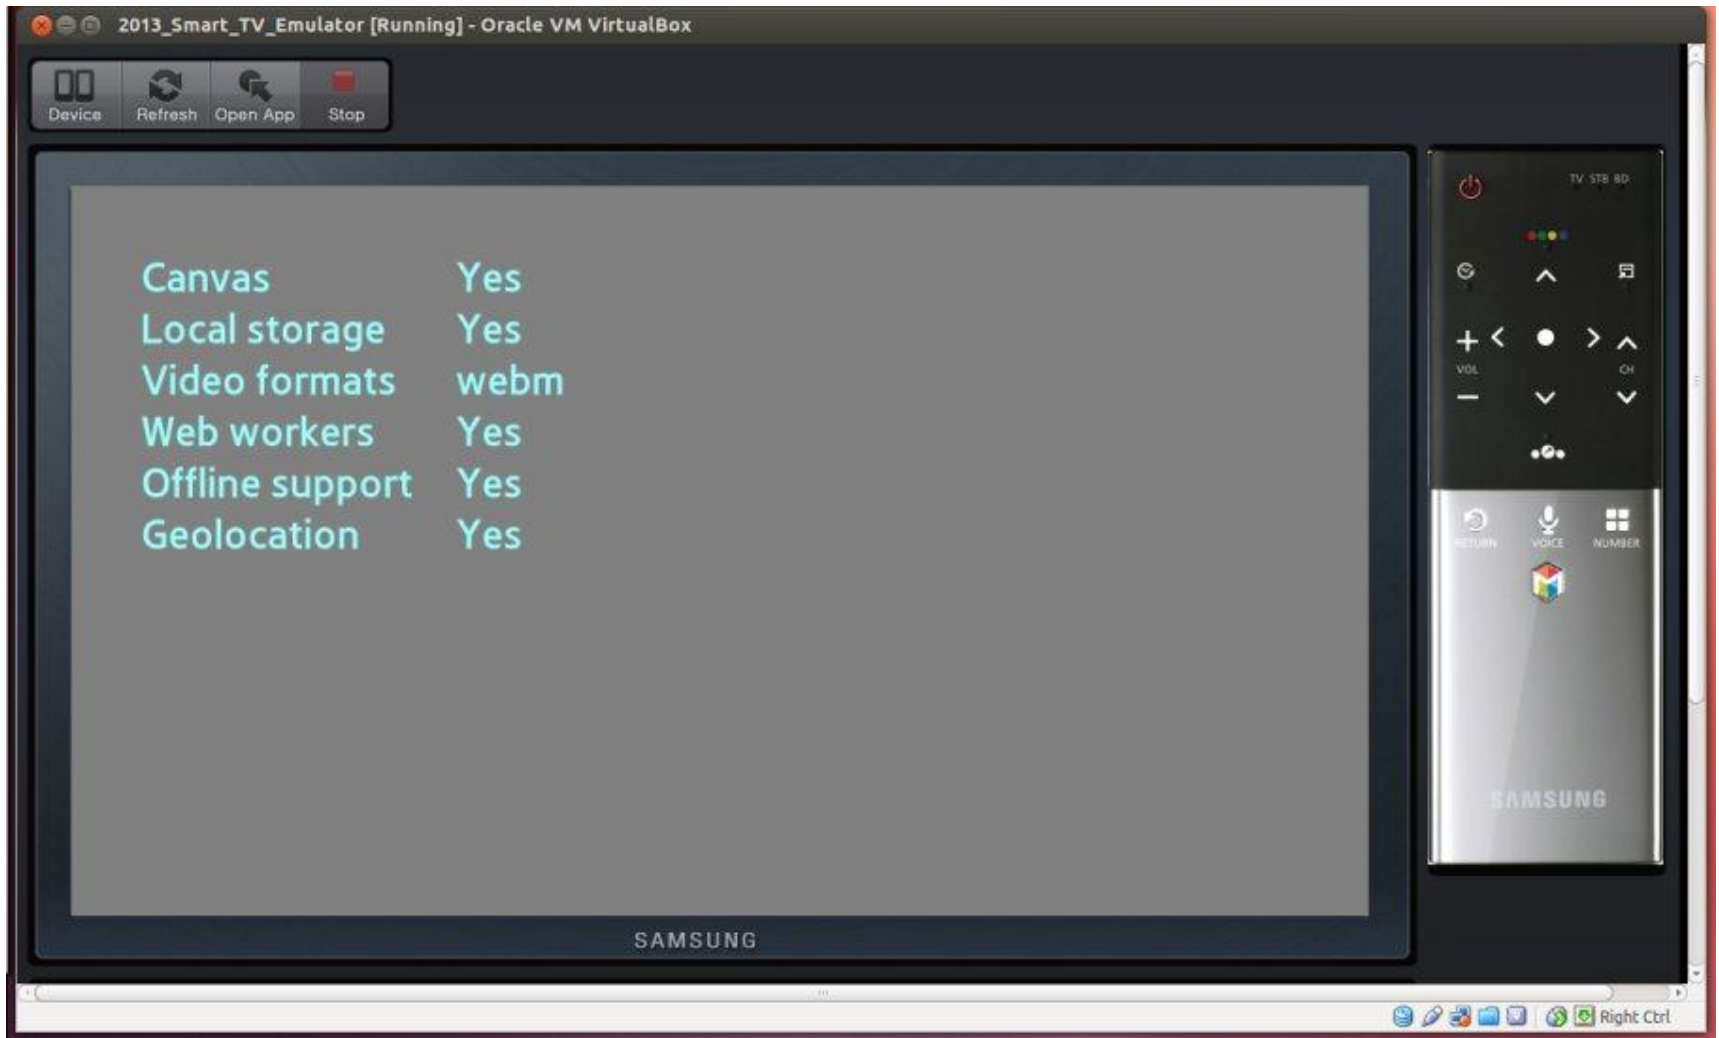 2013_Smart_TV_Emulator [Running] - Oracle VM VirtualBox
Device Refresh Open App Stop
TV STB BD
Canvas Yes
Local storage Yes
Video formats webm
Web workers Yes
Offline support Yes
Geolocation Yes
VOL CH
RETURN VOICE NUMBER
SAMSUNG
SAMSUNG
Right Ctrl